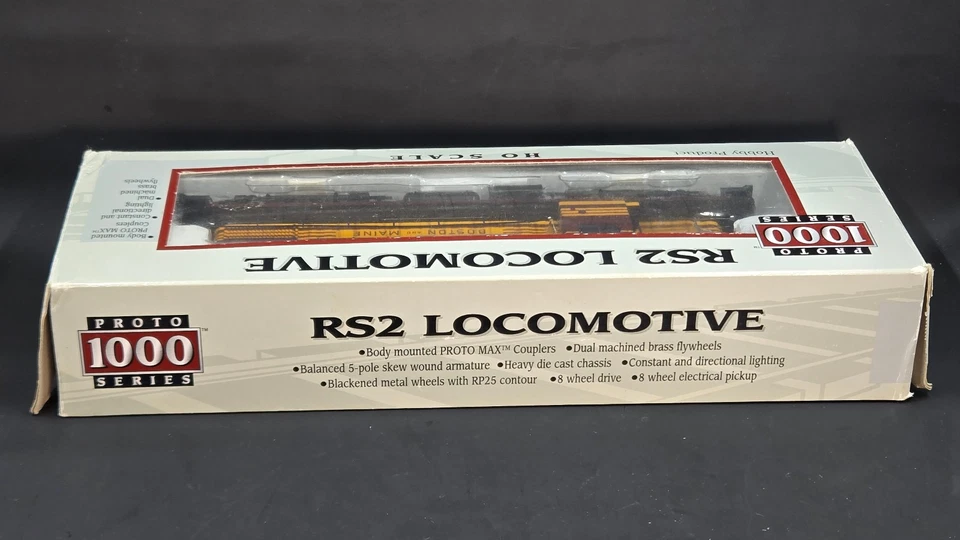 HO SCALE
Hobby Product
• Body mounted
PROTO MAX™
Couplers
• Constant and
directional
lighting
• Dual
machined
brass
flywheels
BOSTON AND MAINE
RS2 LOCOMOTIVE
PROTO
1000
SERIES
PROTO
1000™
SERIES
RS2 LOCOMOTIVE
•Body mounted PROTO MAX™ Couplers •Dual machined brass flywheels
•Balanced 5-pole skew wound armature •Heavy die cast chassis •Constant and directional lighting
•Blackened metal wheels with RP25 contour •8 wheel drive •8 wheel electrical pickup